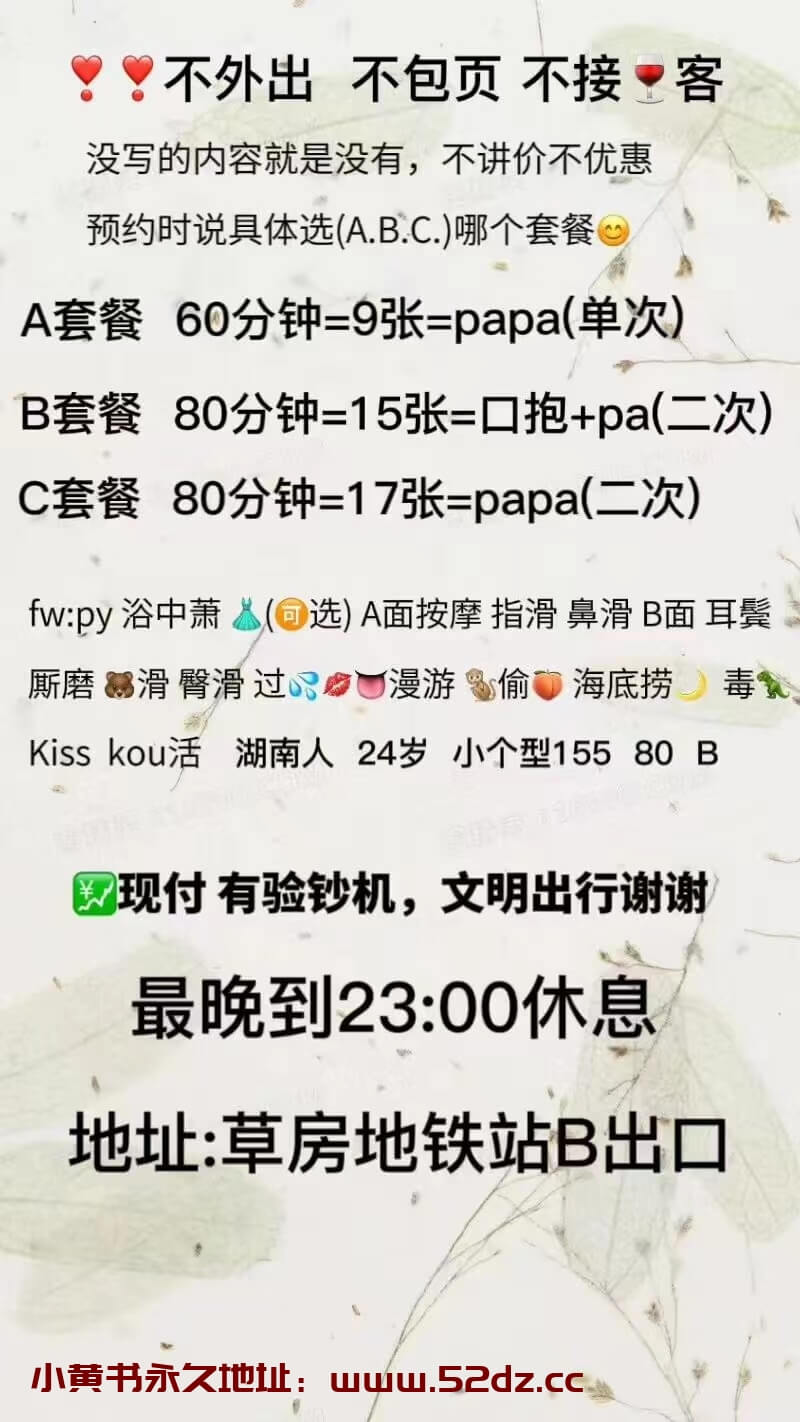 ❣️❣️不外出 不包页 不接🍷客
没写的内容就是没有，不讲价不优惠
预约时说具体选(A.B.C.)哪个套餐😊
A套餐 60分钟=9张=papa(单次)
B套餐 80分钟=15张=口抱+pa(二次)
C套餐 80分钟=17张=papa(二次)
fw:py 浴中萧 👗(🉑选) A面按摩 指滑 鼻滑 B面 耳鬓
厮磨 🐻滑 臀滑 过💦💋👅漫游 🐒偷🍑 海底捞🌙 毒🦖
Kiss kou活 湖南人 24岁 小个型155 80 B
💹现付 有验钞机，文明出行谢谢
最晚到23:00休息
地址:草房地铁站B出口
小黄书永久地址：www.52dz.cc